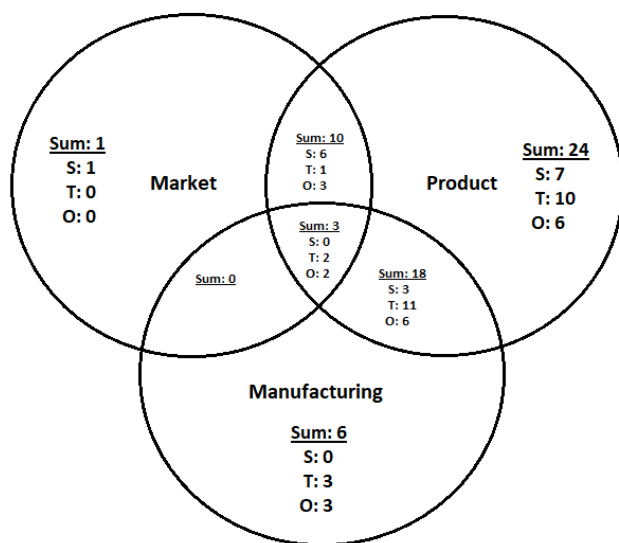 Sum: 1
S: 1
T: 0
O: 0
Market
Sum: 10
S: 6
T: 1
O: 3
Product
Sum: 24
S: 7
T: 10
O: 6
Sum: 0
Sum: 3
S: 0
T: 2
O: 2
Sum: 18
S: 3
T: 11
O: 6
Manufacturing
Sum: 6
S: 0
T: 3
O: 3